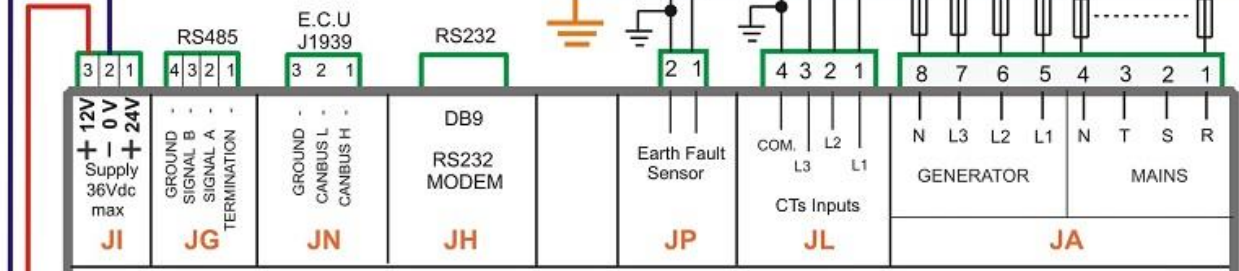 RS485
E.C.U
J1939
RS232
3 2 1
4 3 2 1
3 2 1
2 1
4 3 2 1
8 7 6 5 4 3 2 1
+ 12V
– 0 V
+ 24V
Supply
36Vdc
max
JI
GROUND -
SIGNAL B -
SIGNAL A -
TERMINATION -
JG
GROUND -
CANBUS L -
CANBUS H -
JN
DB9
RS232
MODEM
JH
Earth Fault
Sensor
JP
COM.
L3
L2
L1
CTs Inputs
JL
N L3 L2 L1 N T S R
GENERATOR
MAINS
JA